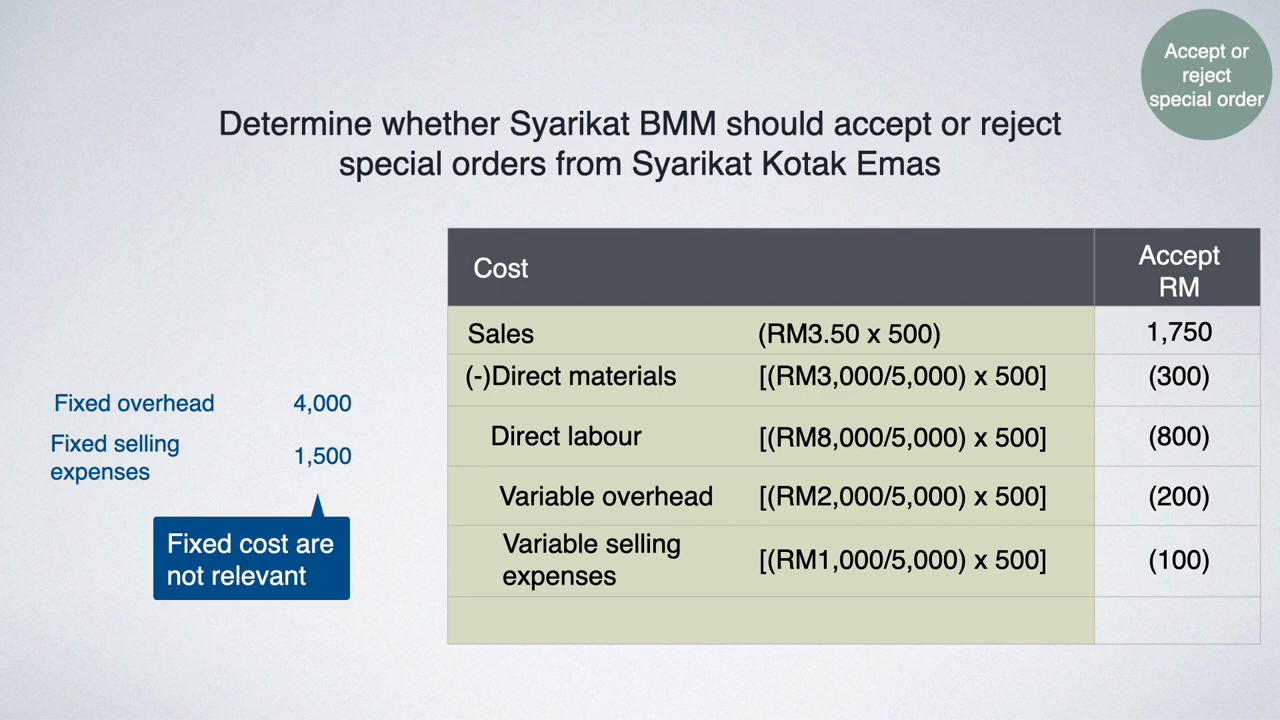 Accept or
reject
special order
Determine whether Syarikat BMM should accept or reject
special orders from Syarikat Kotak Emas
Cost Accept
RM
Sales (RM3.50 x 500) 1,750
(-)Direct materials [(RM3,000/5,000) x 500] (300)
Direct labour [(RM8,000/5,000) x 500] (800)
Variable overhead [(RM2,000/5,000) x 500] (200)
Variable selling
expenses [(RM1,000/5,000) x 500] (100)
Fixed overhead 4,000
Fixed selling
expenses 1,500
Fixed cost are
not relevant